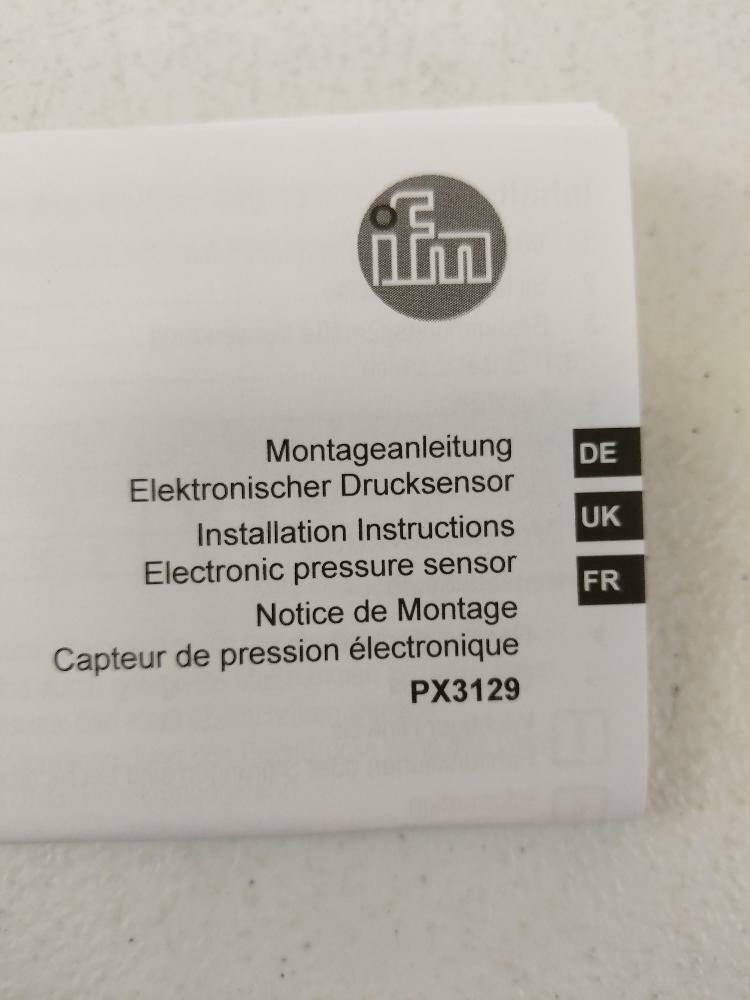 ifm
Montageanleitung
Elektronischer Drucksensor
Installation Instructions
Electronic pressure sensor
Notice de Montage
Capteur de pression électronique
PX3129
DE
UK
FR